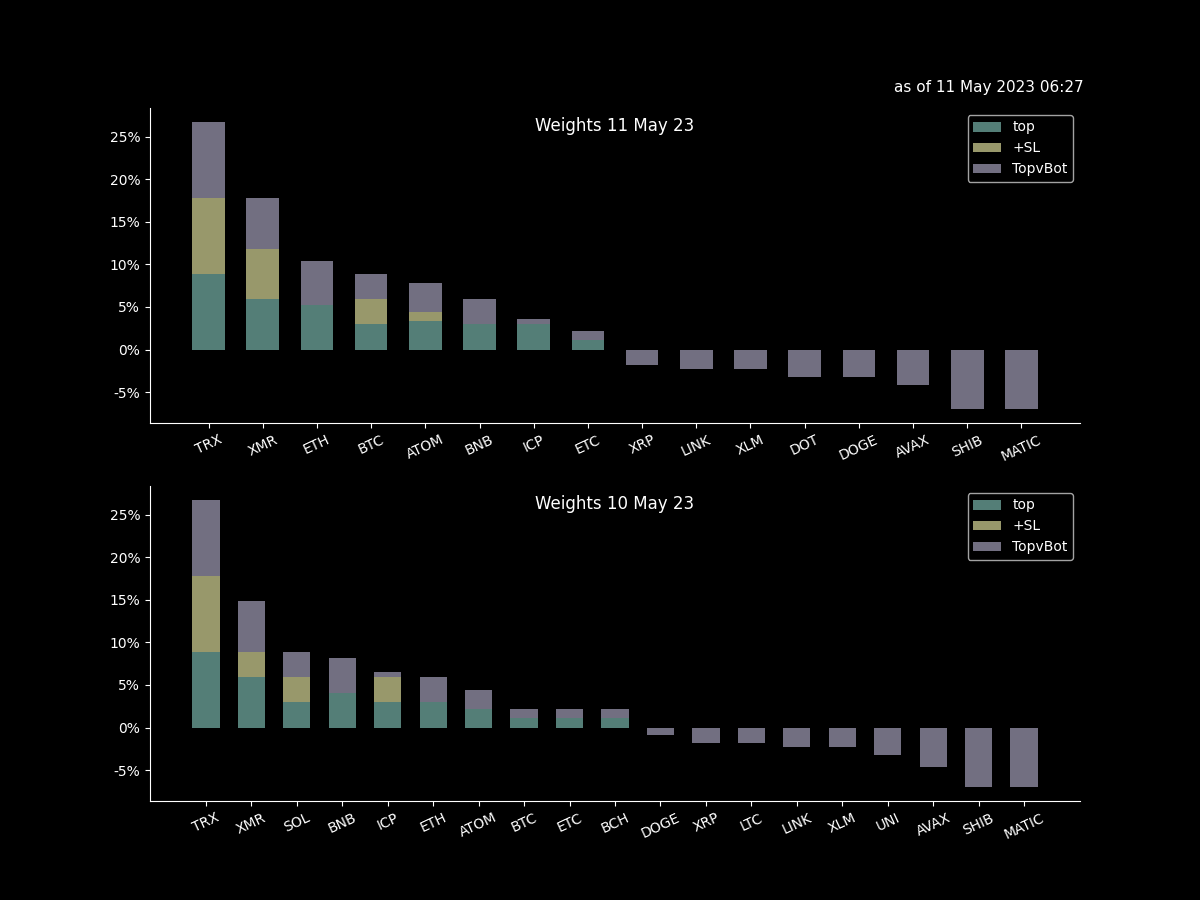 as of 11 May 2023 06:27
Weights 11 May 23
top
+SL
TopvBot
25%
20%
15%
10%
5%
0%
-5%
TRX XMR ETH BTC ATOM BNB ICP ETC XRP LINK XLM DOT DOGE AVAX SHIB MATIC
Weights 10 May 23
top
+SL
TopvBot
25%
20%
15%
10%
5%
0%
-5%
TRX XMR SOL BNB ICP ETH ATOM BTC ETC BCH DOGE XRP LTC LINK XLM UNI AVAX SHIB MATIC